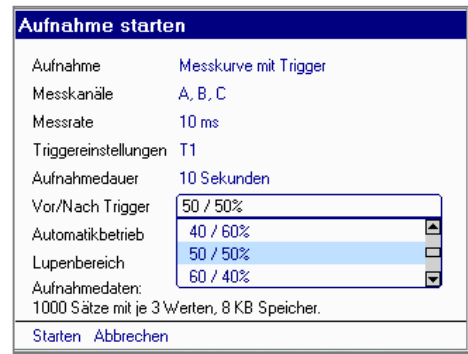 Aufnahme starten
Aufnahme Messkurve mit Trigger
Messkanäle A, B, C
Messrate 10 ms
Triggereinstellungen T1
Aufnahmedauer 10 Sekunden
Vor/Nach Trigger 50 / 50%
Automatikbetrieb 40 / 60%
50 / 50%
Lupenbereich 60 / 40%
Aufnahmedaten:
1000 Sätze mit je 3 Werten, 8 KB Speicher.
Starten Abbrechen